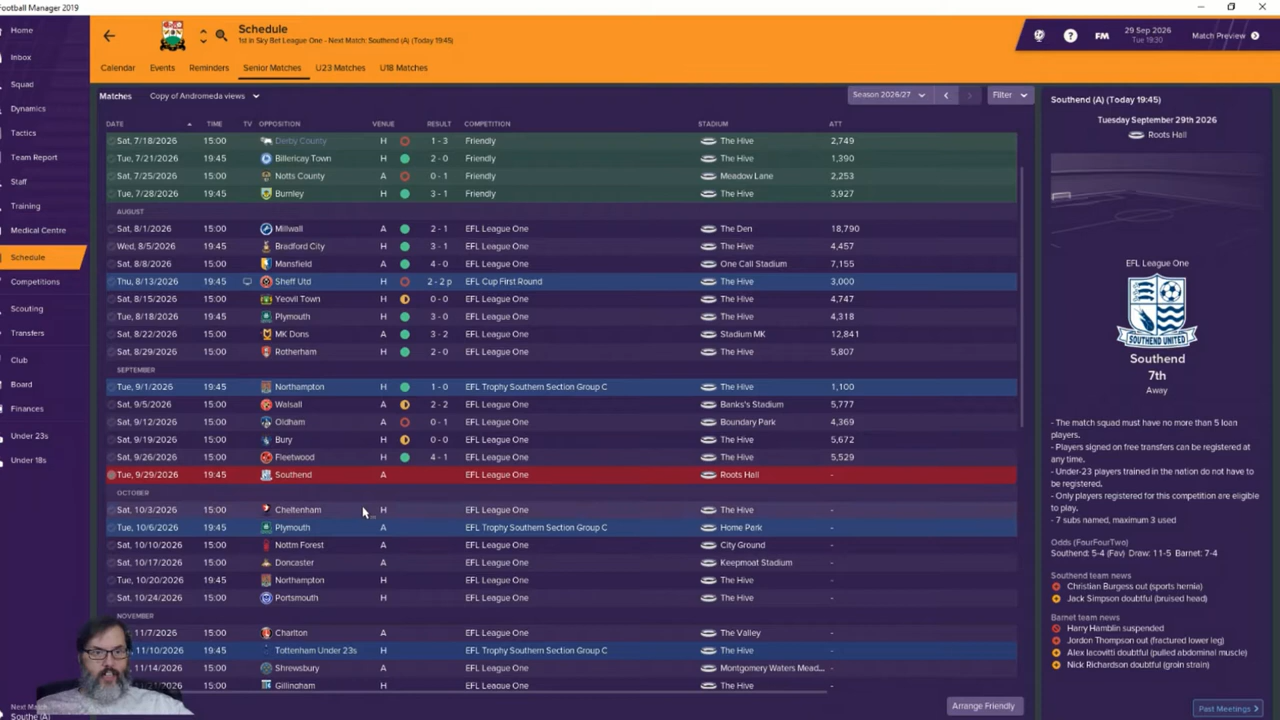 Football Manager 2019
Home
Inbox
Squad
Dynamics
Tactics
Team Report
Staff
Training
Medical Centre
Schedule
Competitions
Scouting
Transfers
Club
Board
Finances
Under 23s
Under 18s
Next Match
Southe (A)
Schedule
1st in Sky Bet League One - Next Match: Southend (A) (Today 19:45)
FM
29 Sep 2026
Tue 19:30
Match Preview
Calendar Events Reminders Senior Matches U23 Matches U18 Matches
Matches Copy of Andromeda views Season 2026/27 Filter
DATE TIME TV OPPOSITION VENUE RESULT COMPETITION STADIUM ATT
Sat, 7/18/2026 15:00 Derby County H 1 - 3 Friendly The Hive 2,749
Tue, 7/21/2026 19:45 Billericay Town H 2 - 0 Friendly The Hive 1,390
Sat, 7/25/2026 15:00 Notts County A 0 - 1 Friendly Meadow Lane 2,253
Tue, 7/28/2026 19:45 Burnley H 3 - 1 Friendly The Hive 3,927
AUGUST
Sat, 8/1/2026 15:00 Millwall A 2 - 1 EFL League One The Den 18,790
Wed, 8/5/2026 19:45 Bradford City H 3 - 1 EFL League One The Hive 4,457
Sat, 8/8/2026 15:00 Mansfield A 4 - 0 EFL League One One Call Stadium 7,155
Thu, 8/13/2026 19:45 Sheff Utd H 2 - 2 p EFL Cup First Round The Hive 3,000
Sat, 8/15/2026 15:00 Yeovil Town H 0 - 0 EFL League One The Hive 4,747
Tue, 8/18/2026 19:45 Plymouth H 3 - 0 EFL League One The Hive 4,318
Sat, 8/22/2026 15:00 MK Dons A 3 - 2 EFL League One Stadium MK 12,841
Sat, 8/29/2026 15:00 Rotherham H 2 - 0 EFL League One The Hive 5,807
SEPTEMBER
Tue, 9/1/2026 19:45 Northampton H 1 - 0 EFL Trophy Southern Section Group C The Hive 1,100
Sat, 9/5/2026 15:00 Walsall A 2 - 2 EFL League One Banks's Stadium 5,777
Sat, 9/12/2026 15:00 Oldham A 0 - 1 EFL League One Boundary Park 4,369
Sat, 9/19/2026 15:00 Bury H 0 - 0 EFL League One The Hive 5,672
Sat, 9/26/2026 15:00 Fleetwood H 4 - 1 EFL League One The Hive 5,529
Tue, 9/29/2026 19:45 Southend A EFL League One Roots Hall -
OCTOBER
Sat, 10/3/2026 15:00 Cheltenham H EFL League One The Hive -
Tue, 10/6/2026 19:45 Plymouth A EFL Trophy Southern Section Group C Home Park -
Sat, 10/10/2026 15:00 Nottm Forest A EFL League One City Ground -
Sat, 10/17/2026 15:00 Doncaster A EFL League One Keepmoat Stadium -
Tue, 10/20/2026 19:45 Northampton H EFL League One The Hive -
Sat, 10/24/2026 15:00 Portsmouth H EFL League One The Hive -
NOVEMBER
11/7/2026 15:00 Charlton A EFL League One The Valley -
11/10/2026 19:45 Tottenham Under 23s H EFL Trophy Southern Section Group C The Hive -
11/14/2026 15:00 Shrewsbury A EFL League One Montgomery Waters Mead... -
15:00 Gillingham H EFL League One The Hive -
Arrange Friendly
Southend (A) (Today 19:45)
Tuesday September 29th 2026
Roots Hall
EFL League One
SOUTHEND UNITED
Southend
7th
Away
- The match squad must have no more than 5 loan
players.
- Players signed on free transfers can be registered at
any time.
- Under-23 players trained in the nation do not have to
be registered.
- Only players registered for this competition are eligible
to play.
- 7 subs named, maximum 3 used
Odds (FourFourTwo)
Southend: 5-4 (Fav) Draw: 11-5 Barnet: 7-4
Southend team news
Christian Burgess out (sports hernia)
Jack Simpson doubtful (bruised head)
Barnet team news
Harry Hamblin suspended
Jordon Thompson out (fractured lower leg)
Alex Iacovitti doubtful (pulled abdominal muscle)
Nick Richardson doubtful (groin strain)
Past Meetings